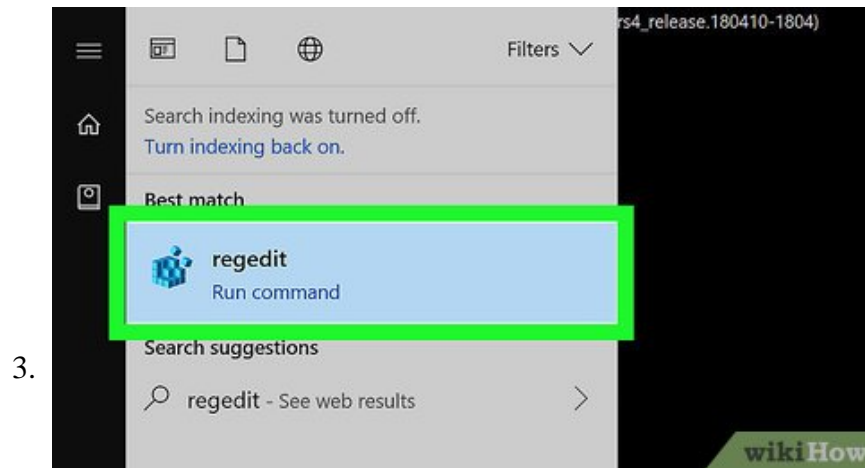 rs4_release.180410-1804)
Filters
Search indexing was turned off.
Turn indexing back on.
Best match
regedit
Run command
Search suggestions
3.
regedit - See web results
wikiHow